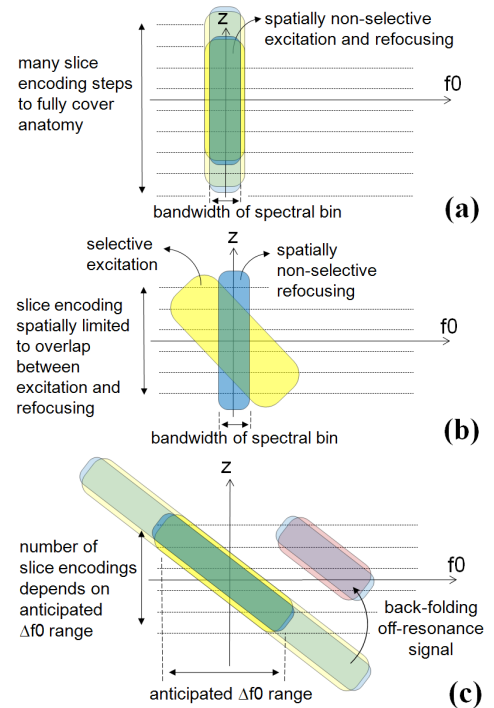 spatially non-selective
excitation and refocusing
z
many slice
encoding steps
to fully cover
anatomy
f0
(a)
bandwidth of spectral bin
z
selective
excitation
spatially
non-selective
refocusing
f0
slice encoding
spatially limited
to overlap
between
excitation and
refocusing
(b)
bandwidth of spectral bin
z
number of
slice encodings
depends on
anticipated
Δf0 range
f0
back-folding
off-resonance
signal
anticipated Δf0 range
(c)